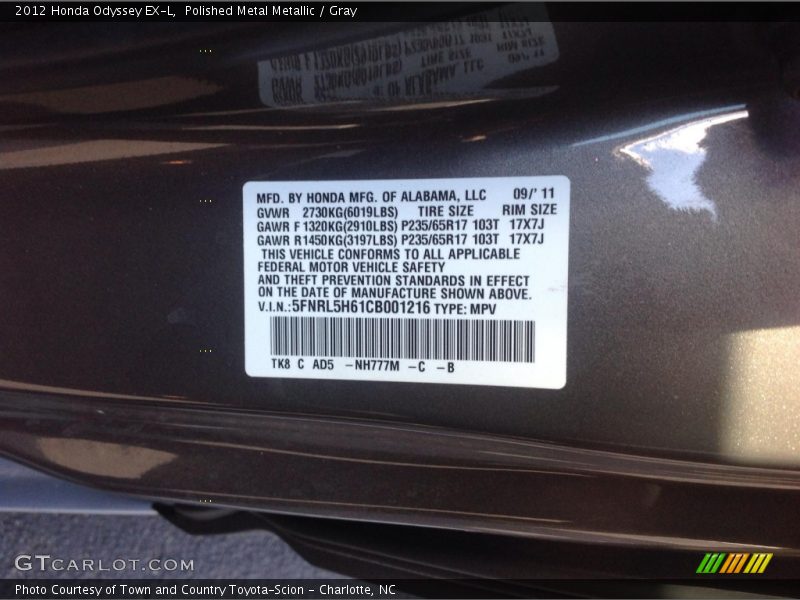 2012 Honda Odyssey EX-L,  Polished Metal Metallic / Gray
MFD. BY HONDA MFG. OF ALABAMA, LLC 09/' 11
GVWR 2730KG(6019LBS) TIRE SIZE RIM SIZE
GAWR F 1320KG(2910LBS) P235/65R17 103T 17X7J
GAWR R1450KG(3197LBS) P235/65R17 103T 17X7J
THIS VEHICLE CONFORMS TO ALL APPLICABLE
FEDERAL MOTOR VEHICLE SAFETY
AND THEFT PREVENTION STANDARDS IN EFFECT
ON THE DATE OF MANUFACTURE SHOWN ABOVE.
V.I.N.:5FNRL5H61CB001216 TYPE: MPV
TK8 C AD5 –NH777M –C –B
GTCARLOT.COM
Photo Courtesy of Town and Country Toyota-Scion - Charlotte, NC